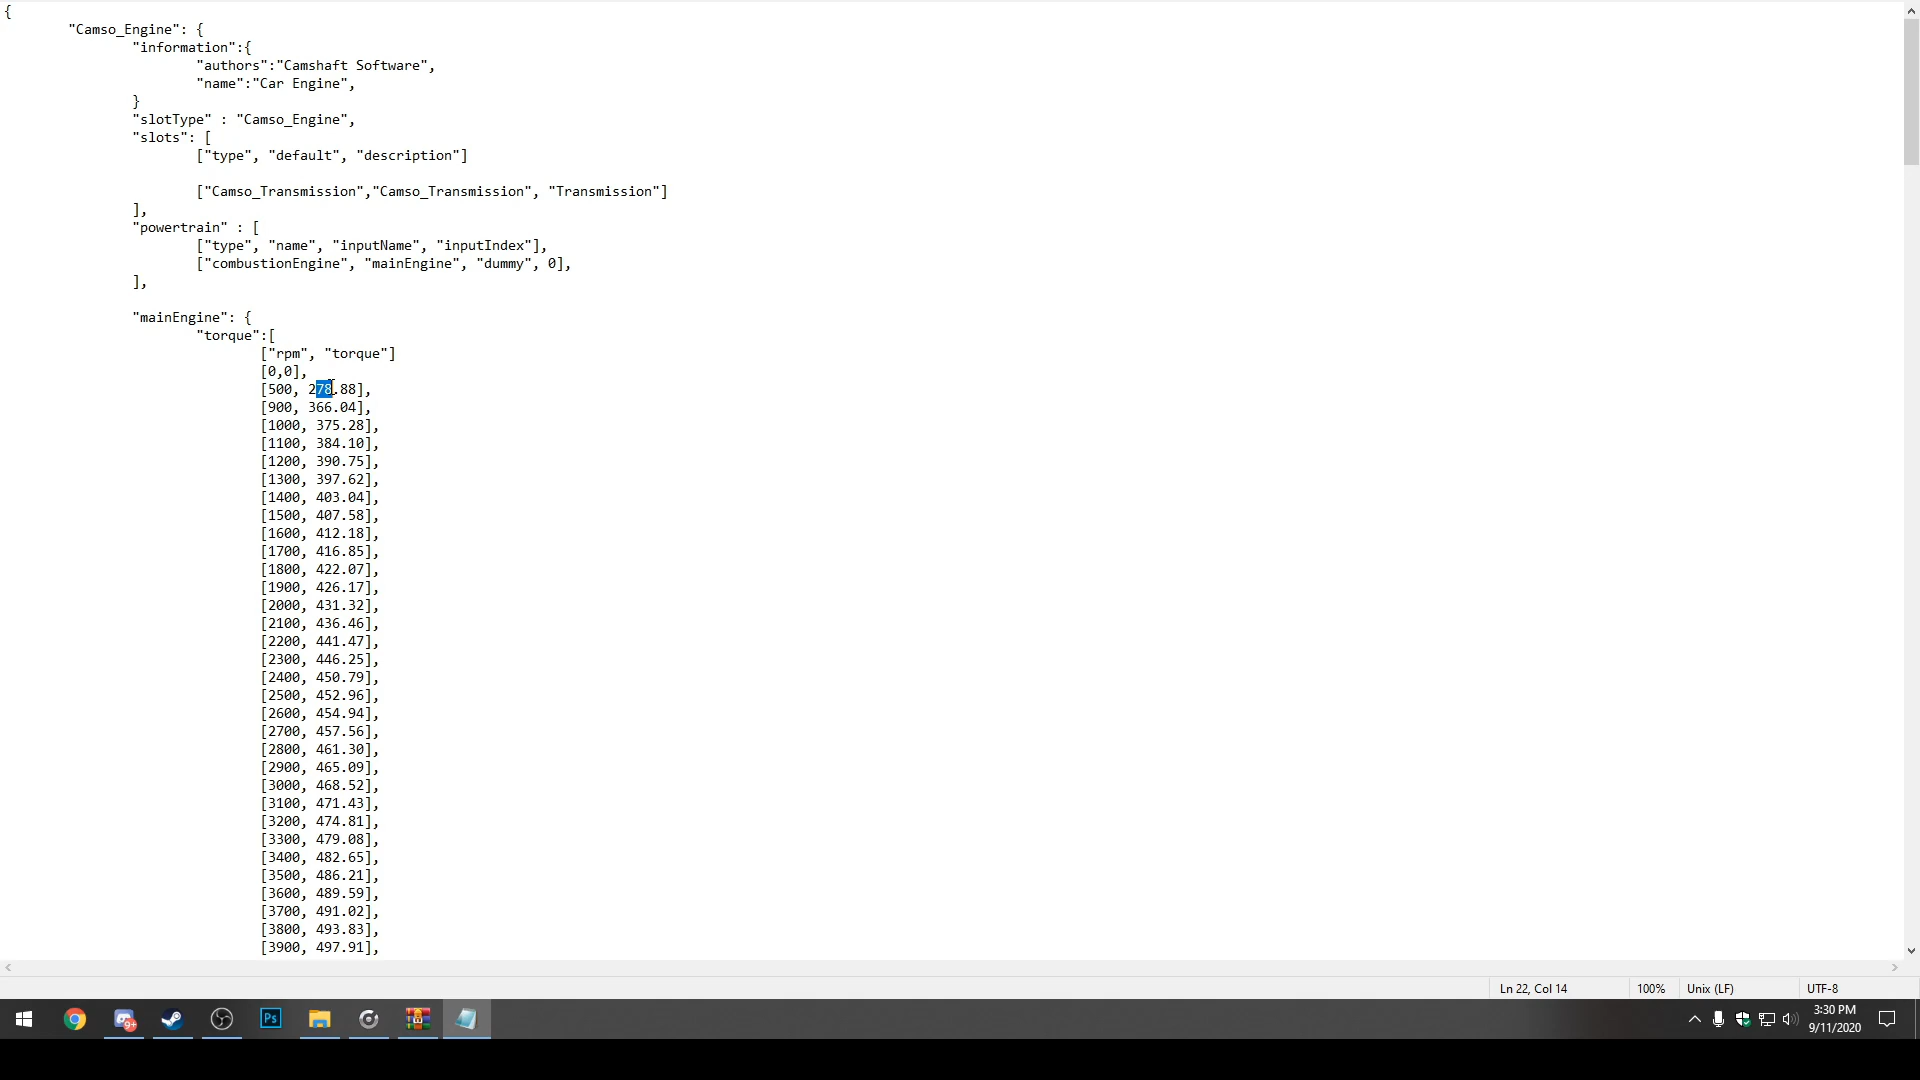 {
"Camso_Engine": {
"information":{
"authors":"Camshaft Software",
"name":"Car Engine",
}
"slotType" : "Camso_Engine",
"slots": [
["type", "default", "description"]
["Camso_Transmission","Camso_Transmission", "Transmission"]
],
"powertrain" : [
["type", "name", "inputName", "inputIndex"],
["combustionEngine", "mainEngine", "dummy", 0],
],
"mainEngine": {
"torque":[
["rpm", "torque"]
[0,0],
[500, 278.88],
[900, 366.04],
[1000, 375.28],
[1100, 384.10],
[1200, 390.75],
[1300, 397.62],
[1400, 403.04],
[1500, 407.58],
[1600, 412.18],
[1700, 416.85],
[1800, 422.07],
[1900, 426.17],
[2000, 431.32],
[2100, 436.46],
[2200, 441.47],
[2300, 446.25],
[2400, 450.79],
[2500, 452.96],
[2600, 454.94],
[2700, 457.56],
[2800, 461.30],
[2900, 465.09],
[3000, 468.52],
[3100, 471.43],
[3200, 474.81],
[3300, 479.08],
[3400, 482.65],
[3500, 486.21],
[3600, 489.59],
[3700, 491.02],
[3800, 493.83],
[3900, 497.91],
Ln 22, Col 14 100% Unix (LF) UTF-8
9+ Ps 3:30 PM
9/11/2020